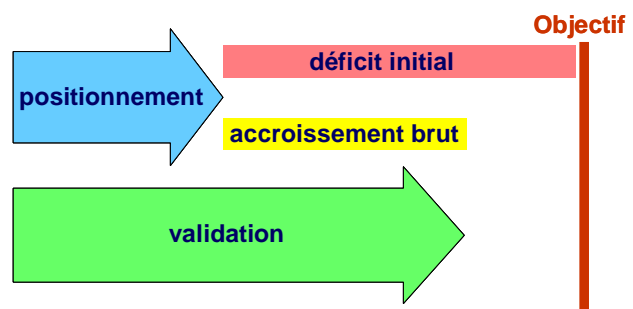 Objectif
déficit initial
positionnement
accroissement brut
validation